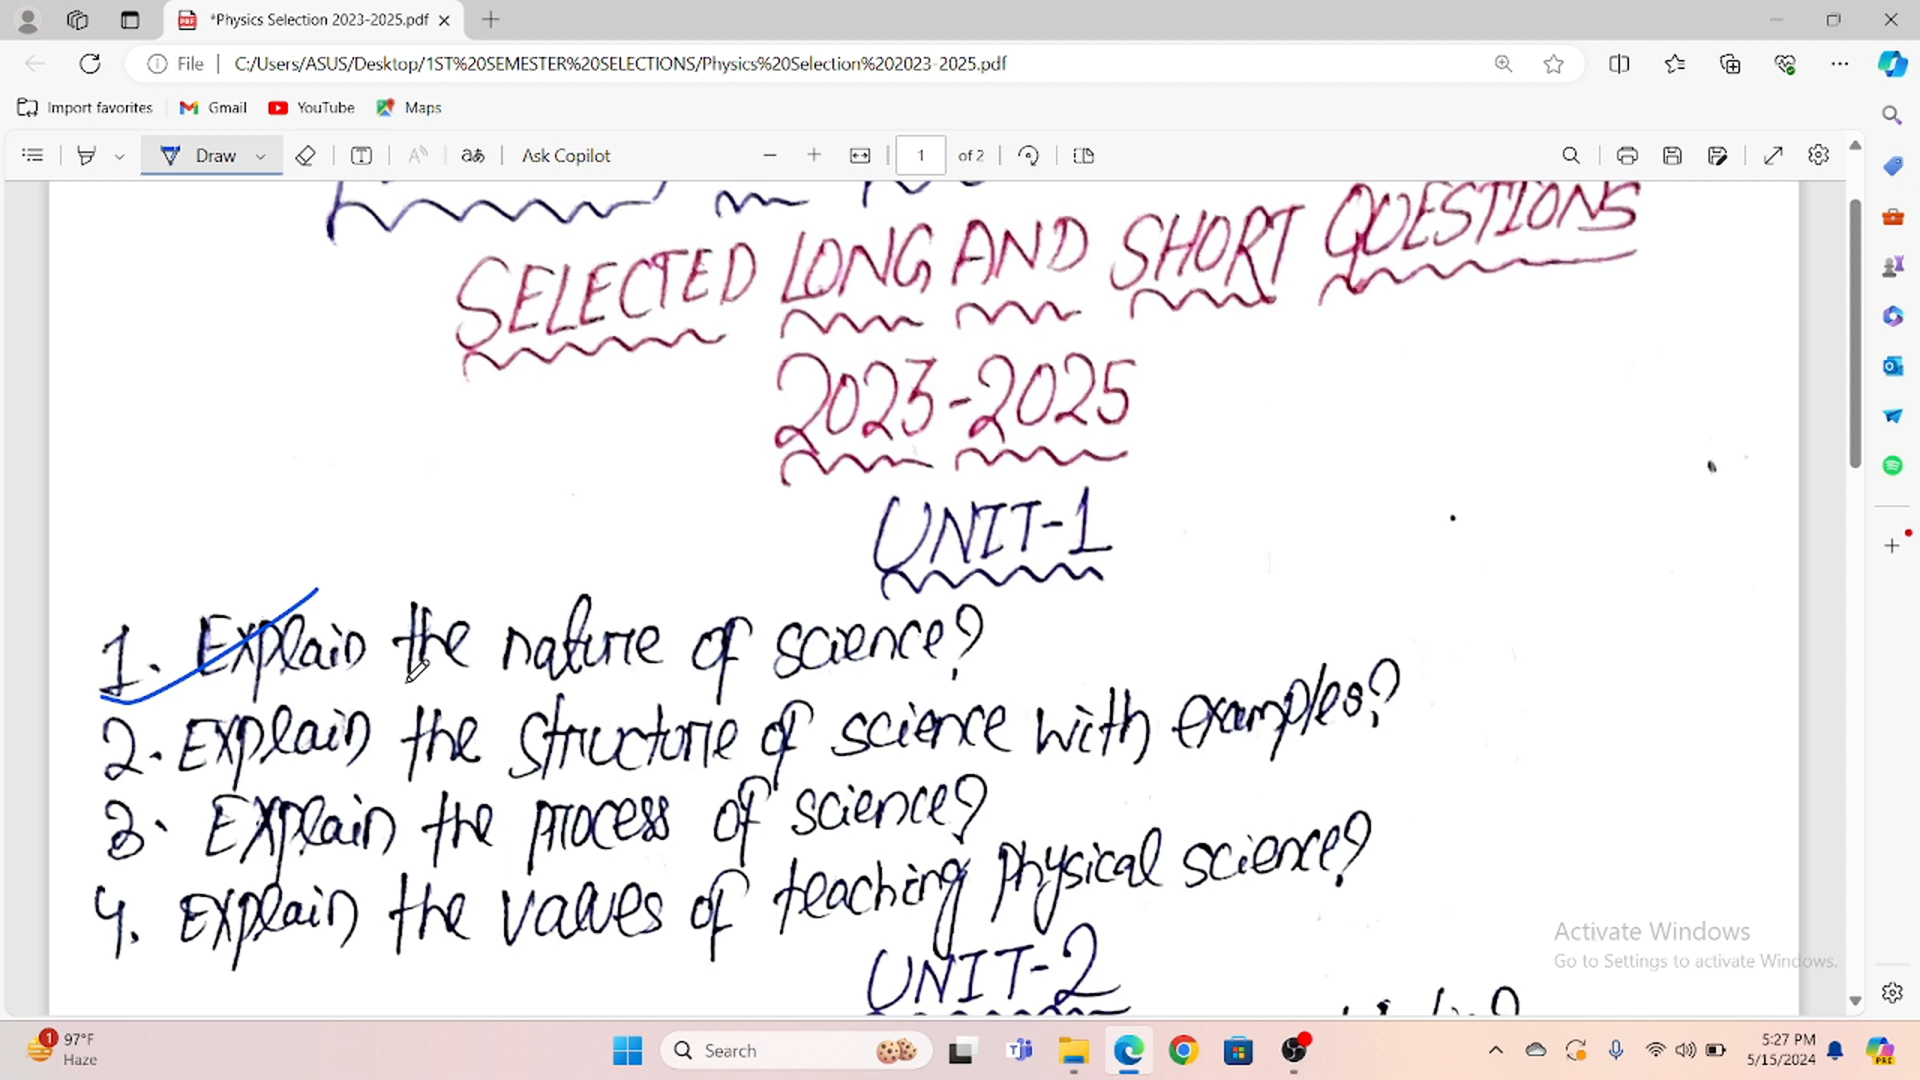 *Physics Selection 2023-2025.pdf
File
C:/Users/ASUS/Desktop/1ST%20SEMESTER%20SELECTIONS/Physics%20Selection%202023-2025.pdf
Import favorites
Gmail
YouTube
Maps
Draw
Ask Copilot
1 of 2
SELECTED LONG AND SHORT QUESTIONS
2023-2025
UNIT-1
1. Explain the nature of science?
2. Explain the structure of science with examples?
3. Explain the process of science?
4. Explain the values of teaching physical science?
UNIT-2
Activate Windows
Go to Settings to activate Windows.
1
97°F
Haze
Search
5:27 PM
5/15/2024